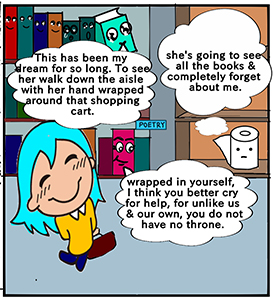 This has been my
dream for so long. To see
her walk down the aisle
with her hand wrapped
around that shopping
cart.
she's going to see
all the books &
completely forget
about me.
POETRY
wrapped in yourself,
I think you better cry
for help, for unlike us
& our own, you do not
have no throne.